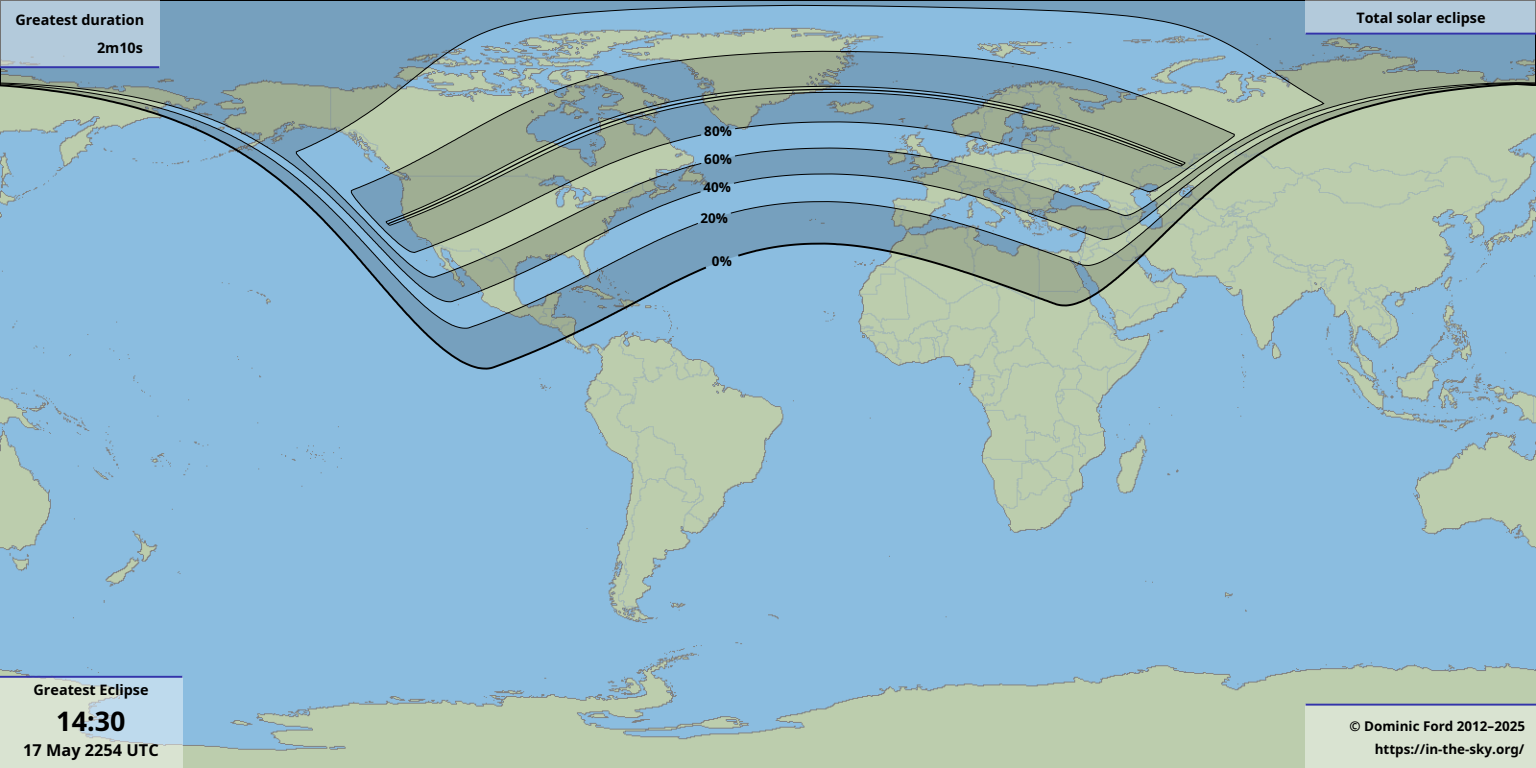 Greatest duration
2m10s
Total solar eclipse
80%
60%
40%
20%
0%
Greatest Eclipse
14:30
17 May 2254 UTC
© Dominic Ford 2012–2025
https://in-the-sky.org/